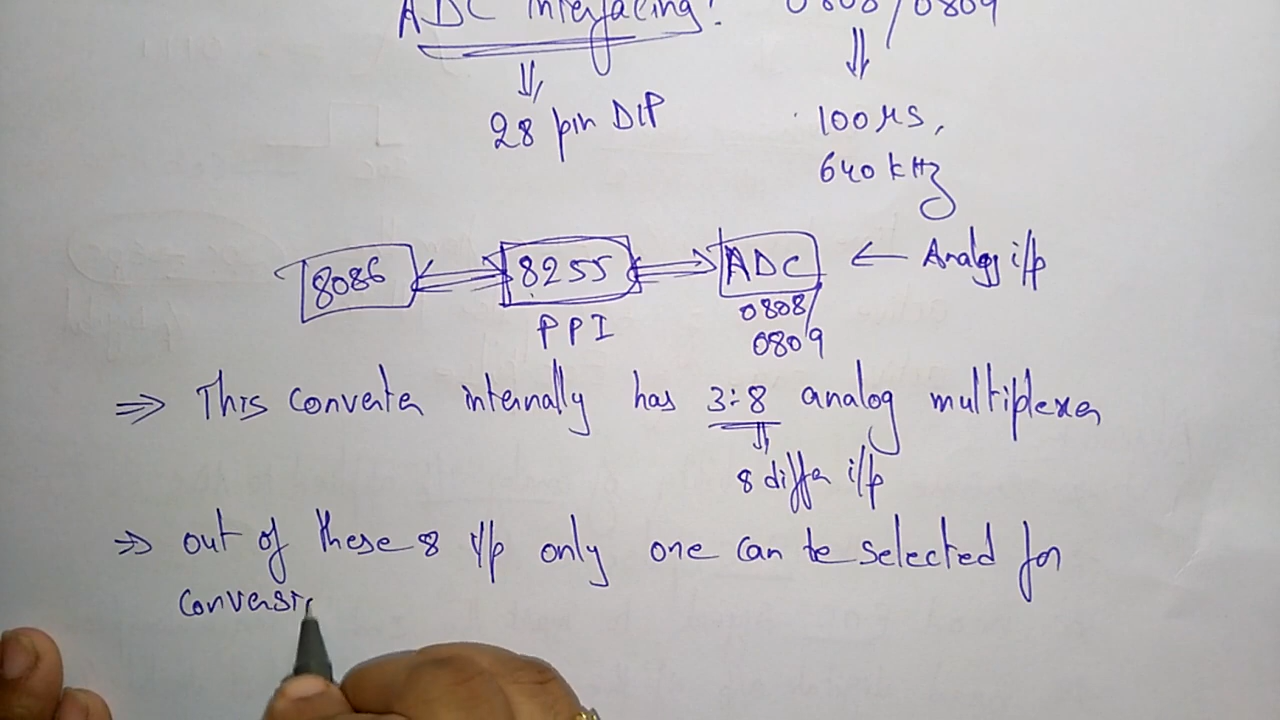 ADC Interfacing: 0808/0809
28 pin DIP
100 μs,
640 kHz
8086
8255
ADC
Analog i/p
PPI
0808/
0809
⇒ This converter internally has 3:8 analog multiplexer
8 differ i/p
⇒ out of these 8 i/p only one can be selected for
conversi